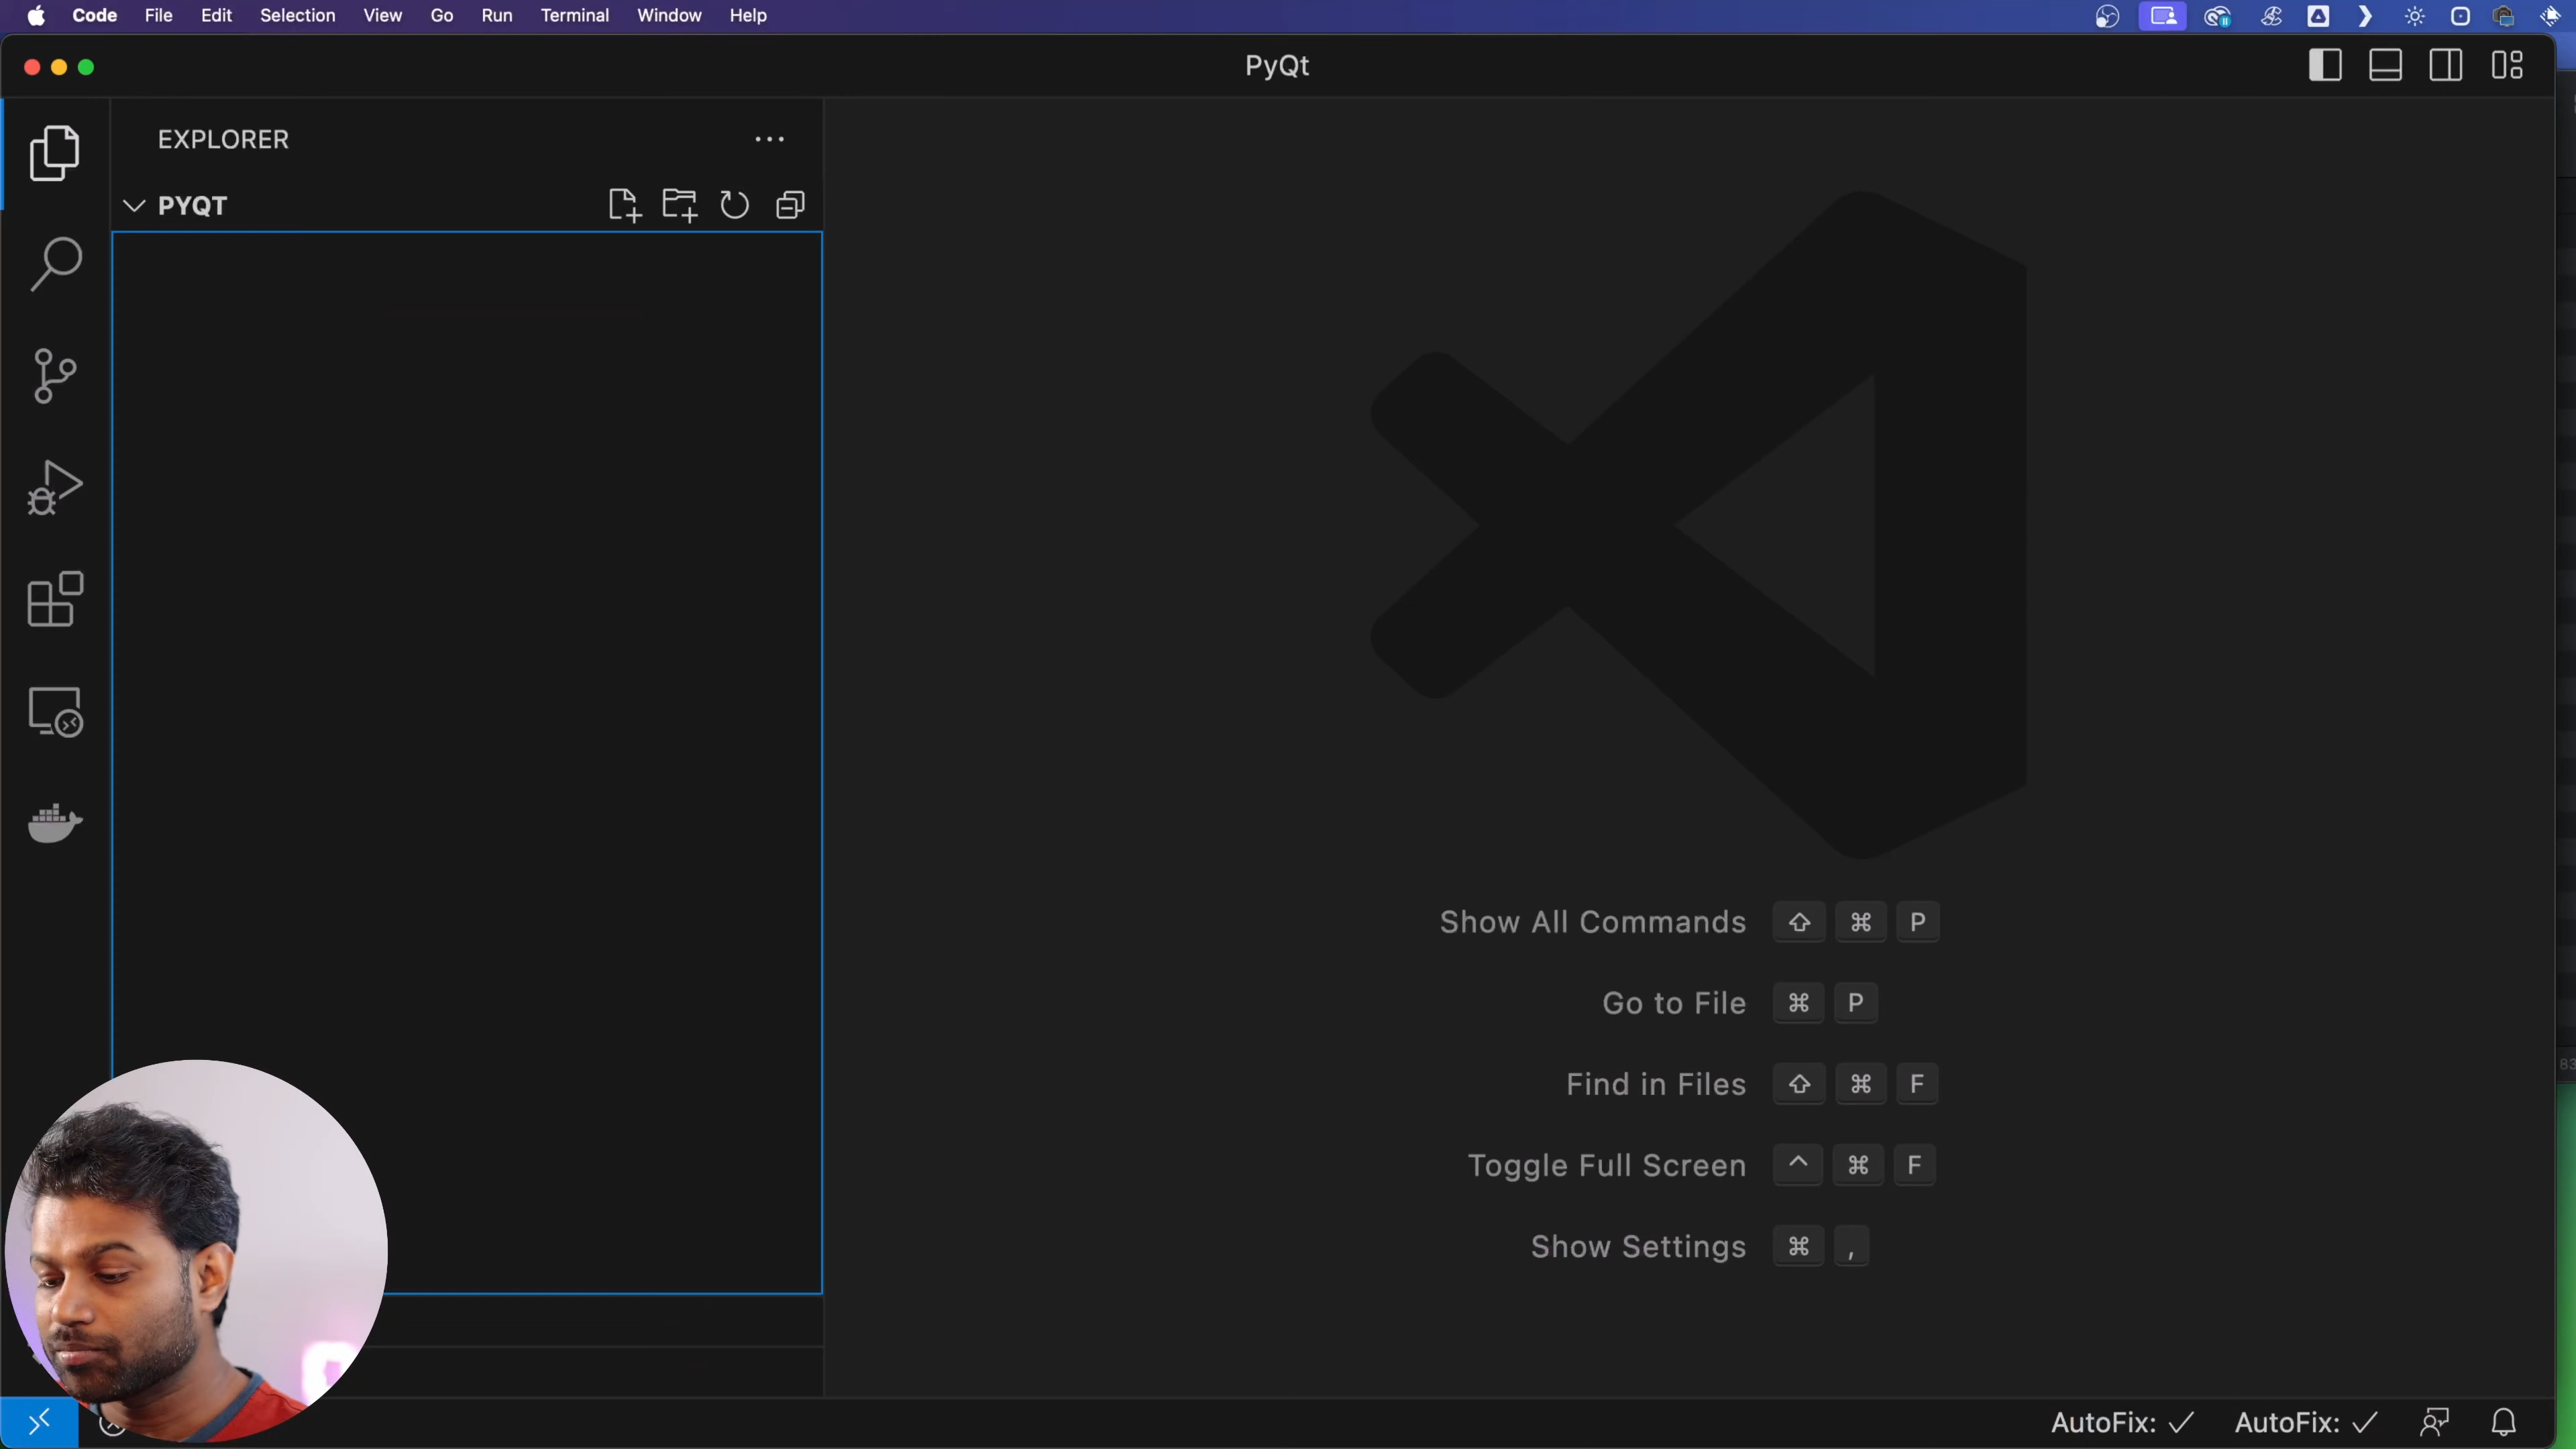 Code File Edit Selection View Go Run Terminal Window Help
PyQt
EXPLORER
PYQT
Show All Commands ⇧ ⌘ P
Go to File ⌘ P
Find in Files ⇧ ⌘ F
Toggle Full Screen ^ ⌘ F
Show Settings ⌘ ,
83
AutoFix: ✓ AutoFix: ✓